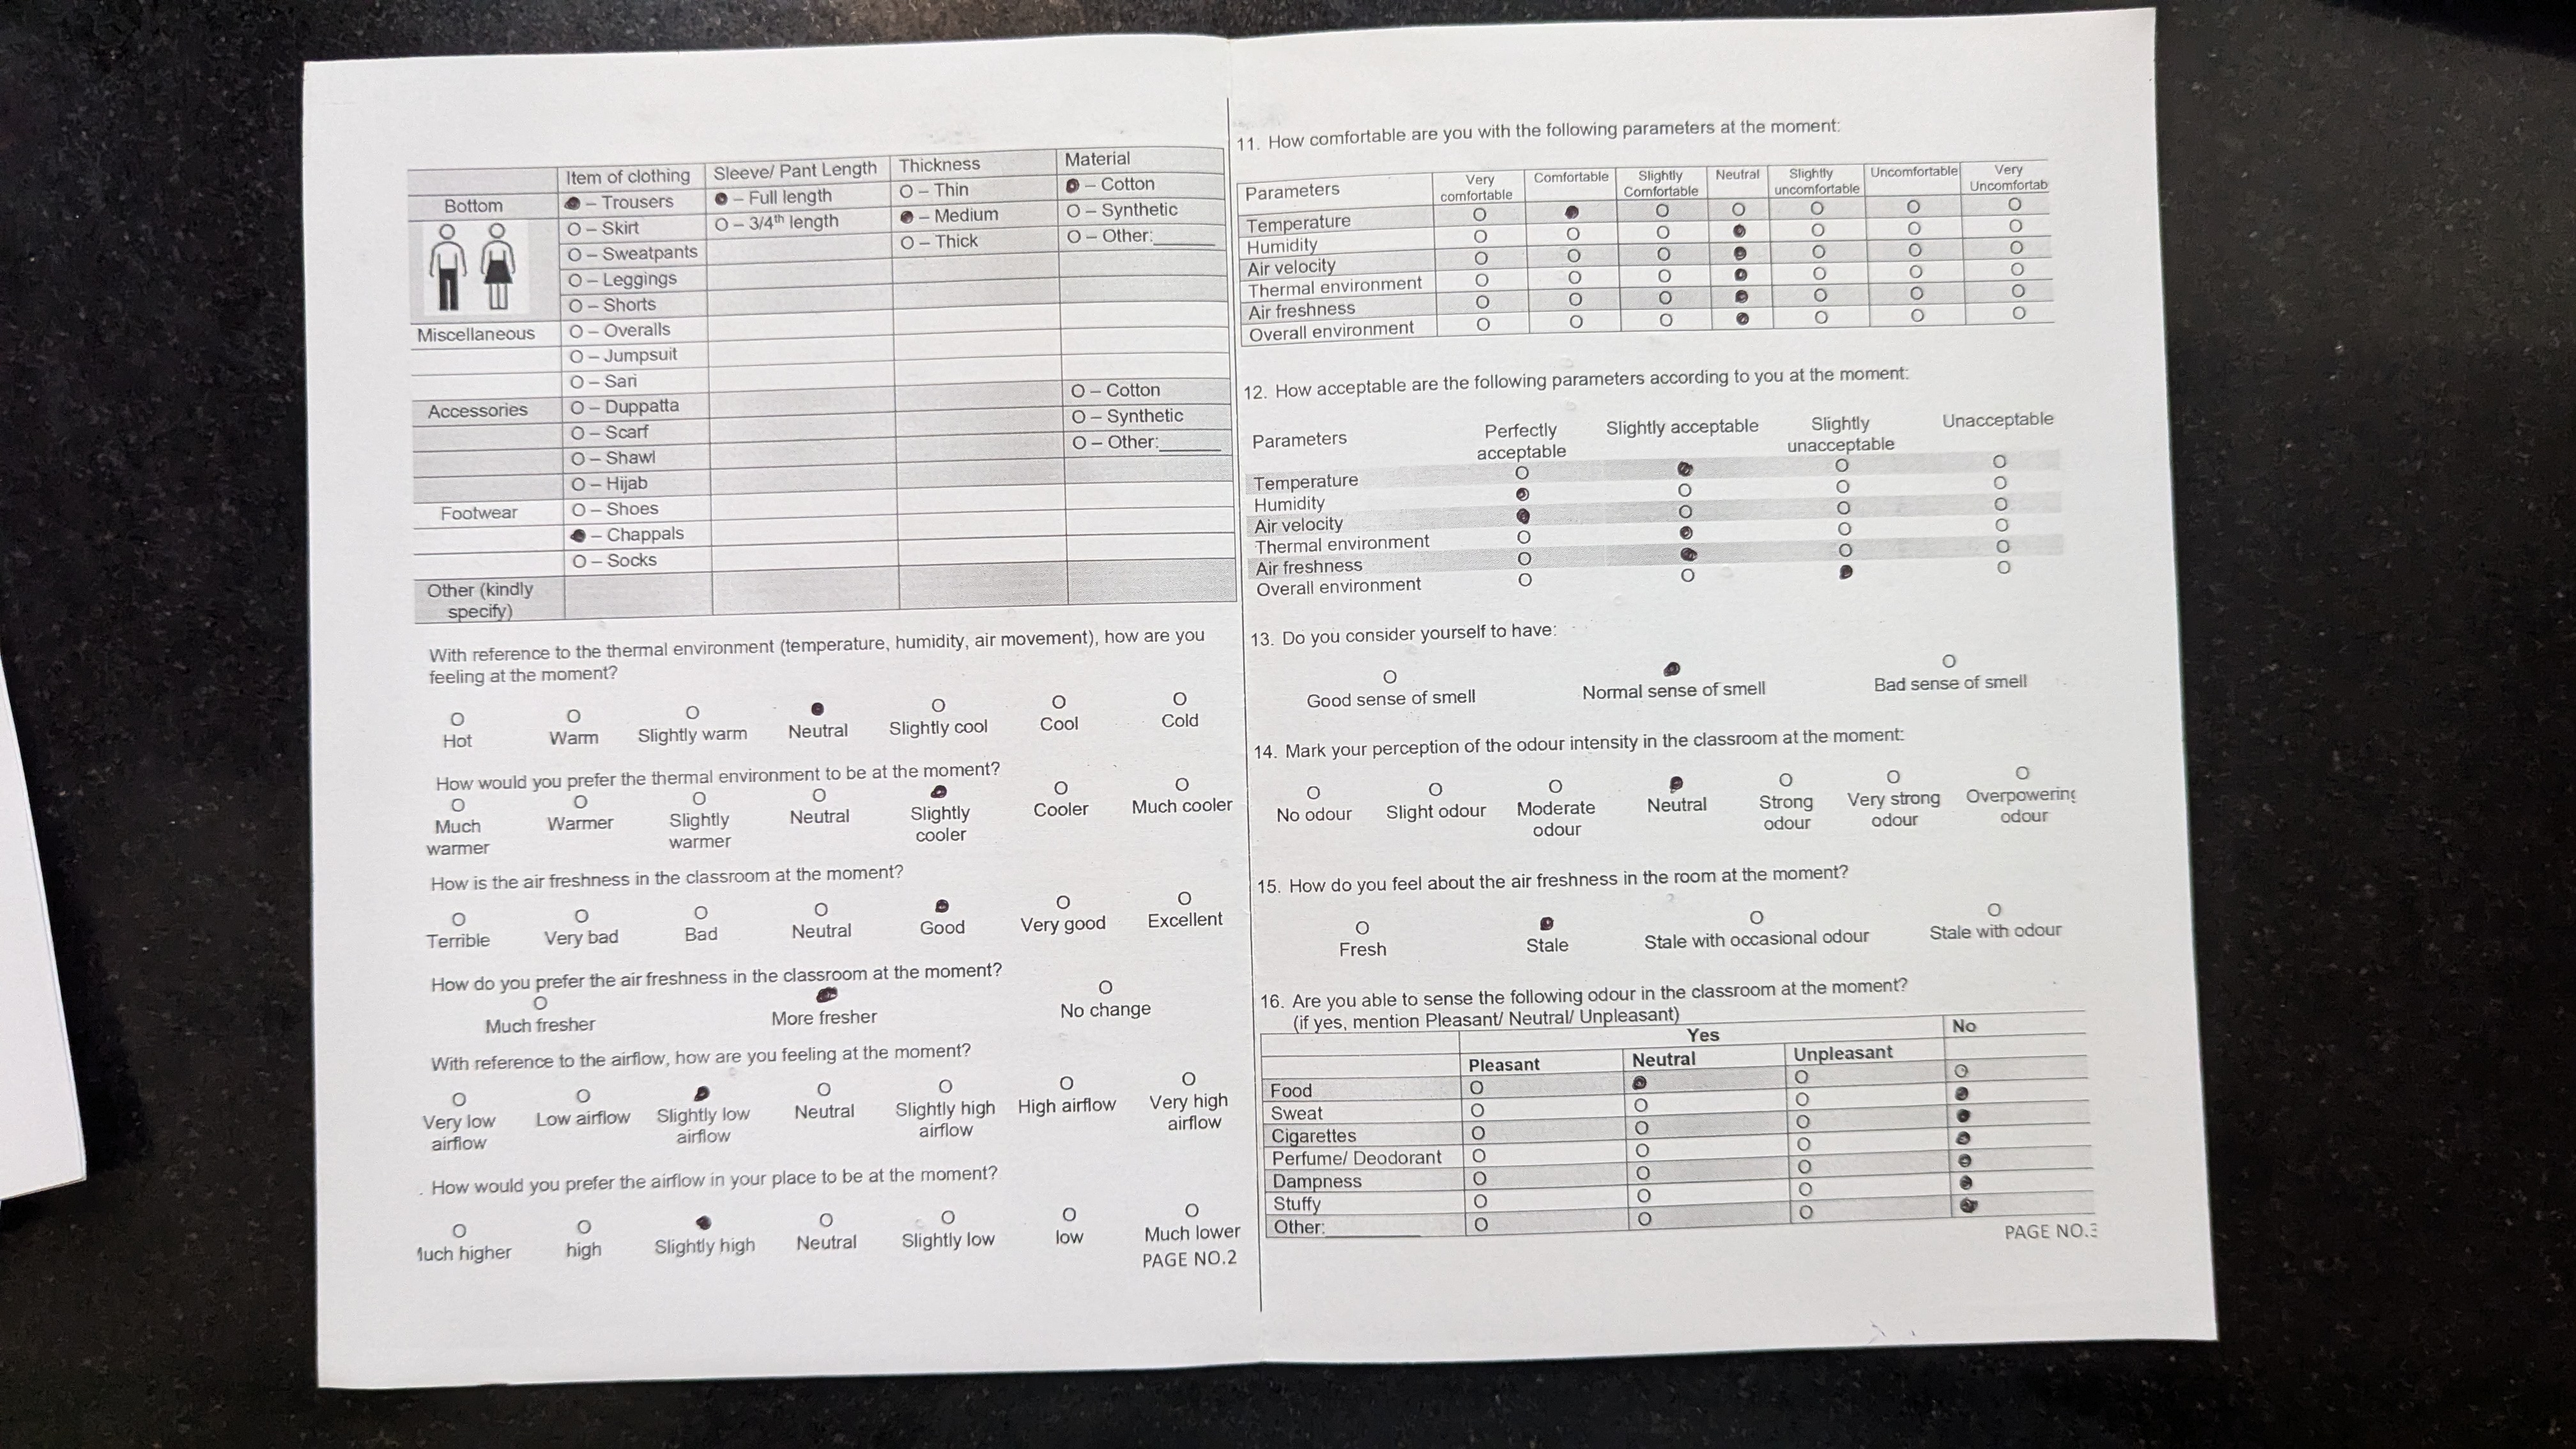 Item of clothing Sleeve/ Pant Length Thickness Material
Bottom O – Trousers O – Full length O – Thin O – Cotton
O – Skirt O – 3/4th length O – Medium O – Synthetic
O – Sweatpants O – Thick O – Other:______
O – Leggings
O – Shorts
Miscellaneous O – Overalls
O – Jumpsuit
O – Sari
Accessories O – Duppatta O – Cotton
O – Scarf O – Synthetic
O – Shawl O – Other:______
O – Hijab
Footwear O – Shoes
O – Chappals
O – Socks
Other (kindly
specify)
With reference to the thermal environment (temperature, humidity, air movement), how are you
feeling at the moment?
O O O O O O O
Hot Warm Slightly warm Neutral Slightly cool Cool Cold
How would you prefer the thermal environment to be at the moment?
O O O O O O O
Much Warmer Slightly Neutral Slightly Cooler Much cooler
warmer warmer cooler
How is the air freshness in the classroom at the moment?
O O O O O O O
Terrible Very bad Bad Neutral Good Very good Excellent
How do you prefer the air freshness in the classroom at the moment?
O O O
Much fresher More fresher No change
With reference to the airflow, how are you feeling at the moment?
O O O O O O O
Very low Low airflow Slightly low Neutral Slightly high High airflow Very high
airflow airflow airflow airflow
. How would you prefer the airflow in your place to be at the moment?
O O O O O O O
uch higher high Slightly high Neutral Slightly low low Much lower
PAGE NO.2
11. How comfortable are you with the following parameters at the moment:
Parameters Very Comfortable Slightly Neutral Slightly Uncomfortable Very
comfortable Comfortable uncomfortable Uncomfortab
Temperature O O O O O O O
Humidity O O O O O O O
Air velocity O O O O O O O
Thermal environment O O O O O O O
Air freshness O O O O O O O
Overall environment O O O O O O O
12. How acceptable are the following parameters according to you at the moment:
Parameters Perfectly Slightly acceptable Slightly Unacceptable
acceptable unacceptable
Temperature O O O O
Humidity O O O O
Air velocity O O O O
Thermal environment O O O O
Air freshness O O O O
Overall environment O O O O
13. Do you consider yourself to have:
O O O
Good sense of smell Normal sense of smell Bad sense of smell
14. Mark your perception of the odour intensity in the classroom at the moment:
O O O O O O O
No odour Slight odour Moderate Neutral Strong Very strong Overpowering
odour odour odour odour
15. How do you feel about the air freshness in the room at the moment?
O O O O
Fresh Stale Stale with occasional odour Stale with odour
16. Are you able to sense the following odour in the classroom at the moment?
(if yes, mention Pleasant/ Neutral/ Unpleasant)
Yes No
Pleasant Neutral Unpleasant
Food O O O O
Sweat O O O O
Cigarettes O O O O
Perfume/ Deodorant O O O O
Dampness O O O O
Stuffy O O O O
Other:__________ O O O O
PAGE NO.3